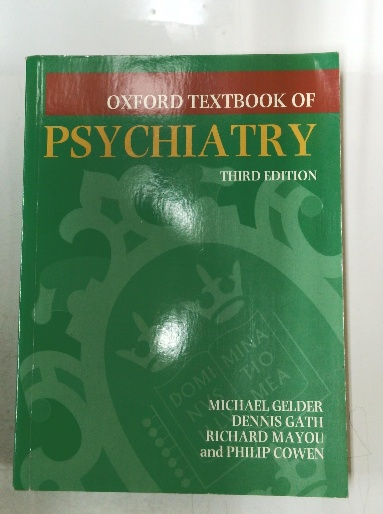 OXFORD TEXTBOOK OF
PSYCHIATRY
THIRD EDITION
DOMI MINA
NUS TIO
MEA
MICHAEL GELDER
DENNIS GATH
RICHARD MAYOU
and PHILIP COWEN